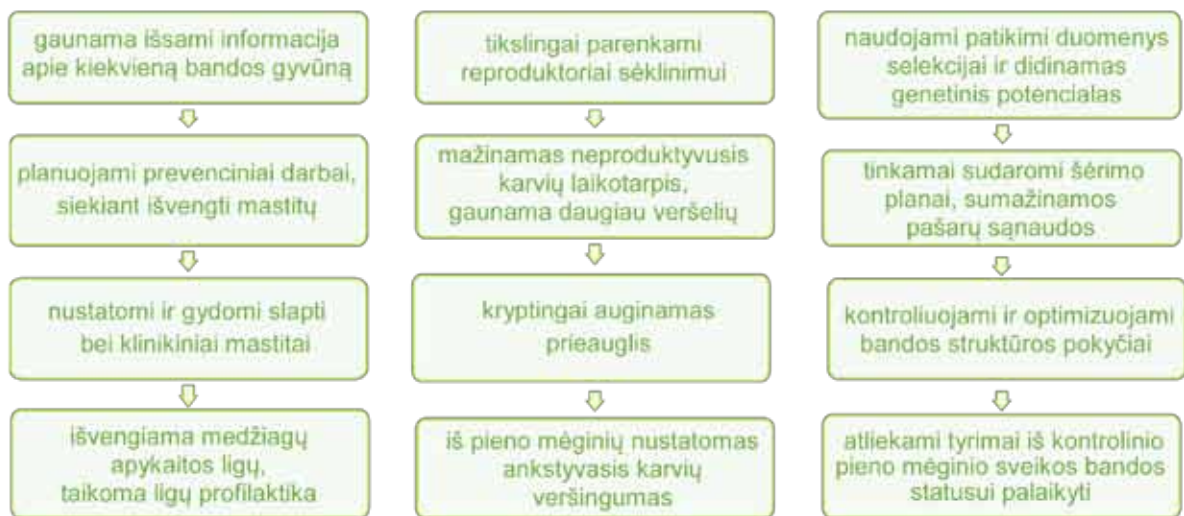 gaunama išsami informacija
apie kiekvieną bandos gyvūną
planuojami prevenciniai darbai,
siekiant išvengti mastitų
nustatomi ir gydomi slapti
bei klinikiniai mastitai
išvengiama medžiagų
apykaitos ligų,
taikoma ligų profilaktika
tikslingai parenkami
reproduktoriai sėklinimui
mažinamas neproduktyvusis
karvių laikotarpis,
gaunama daugiau veršelių
kryptingai auginamas
prieauglis
iš pieno mėginių nustatomas
ankstyvasis karvių
veršingumas
naudojami patikimi duomenys
selekcijai ir didinamas
genetinis potencialas
tinkamai sudaromi šėrimo
planai, sumažinamos
pašarų sąnaudos
kontroliuojami ir optimizuojami
bandos struktūros pokyčiai
atliekami tyrimai iš kontrolinio
pieno mėginio sveikos bandos
statusui palaikyti